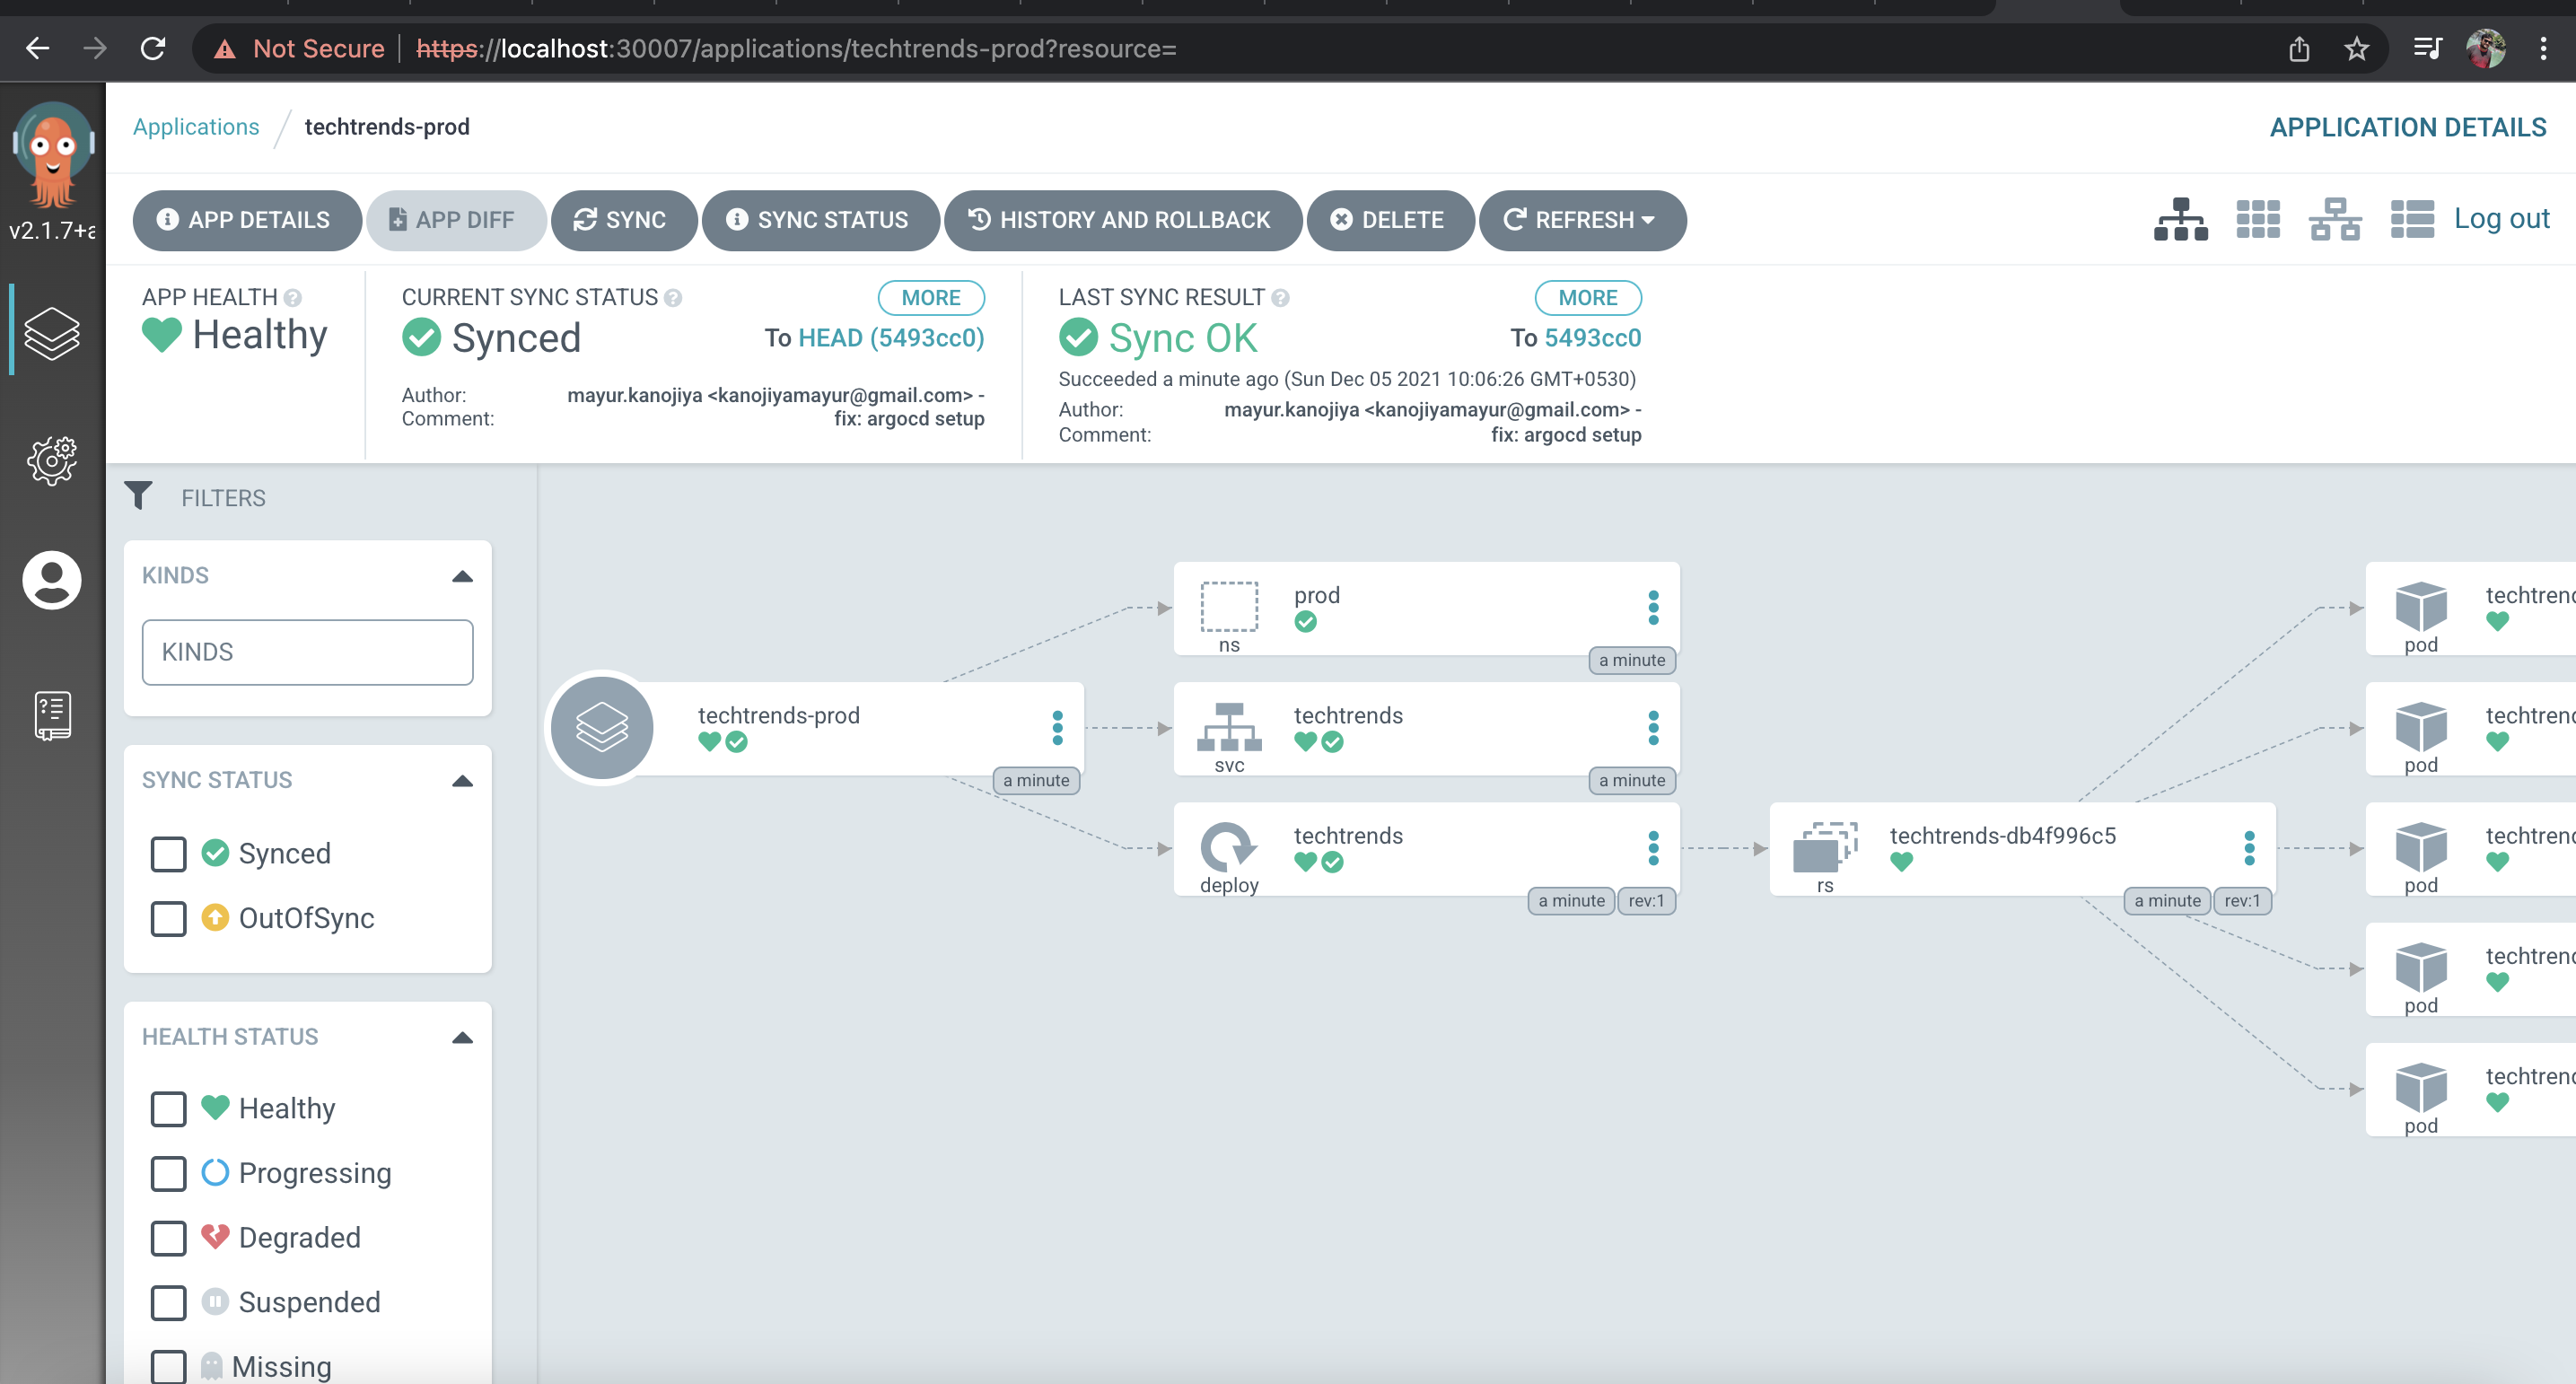 Not Secure | https://localhost:30007/applications/techtrends-prod?resource=
v2.1.7+a
Applications / techtrends-prod
APPLICATION DETAILS
APP DETAILS
APP DIFF
SYNC
SYNC STATUS
HISTORY AND ROLLBACK
DELETE
REFRESH
Log out
APP HEALTH
Healthy
CURRENT SYNC STATUS
MORE
Synced
To HEAD (5493cc0)
Author: mayur.kanojiya <kanojiyamayur@gmail.com> -
Comment: fix: argocd setup
LAST SYNC RESULT
MORE
Sync OK
To 5493cc0
Succeeded a minute ago (Sun Dec 05 2021 10:06:26 GMT+0530)
Author: mayur.kanojiya <kanojiyamayur@gmail.com> -
Comment: fix: argocd setup
FILTERS
KINDS
KINDS
SYNC STATUS
Synced
OutOfSync
HEALTH STATUS
Healthy
Progressing
Degraded
Suspended
Missing
techtrends-prod
a minute
prod
ns
a minute
techtrends
svc
a minute
techtrends
deploy
a minute
rev:1
techtrends-db4f996c5
rs
a minute
rev:1
techtrend
pod
techtrend
pod
techtrend
pod
techtrend
pod
techtrend
pod